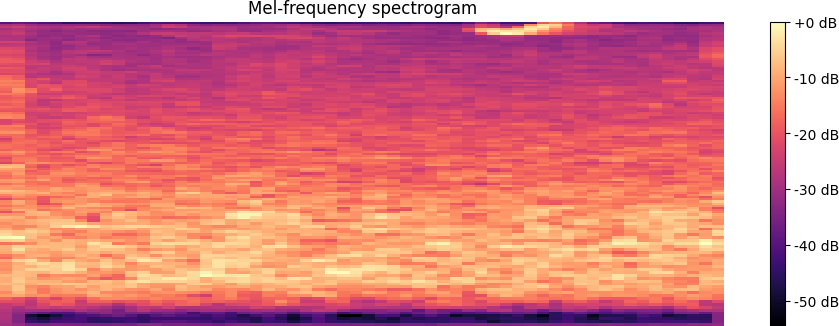 Mel-frequency spectrogram
+0 dB
-10 dB
-20 dB
-30 dB
-40 dB
-50 dB